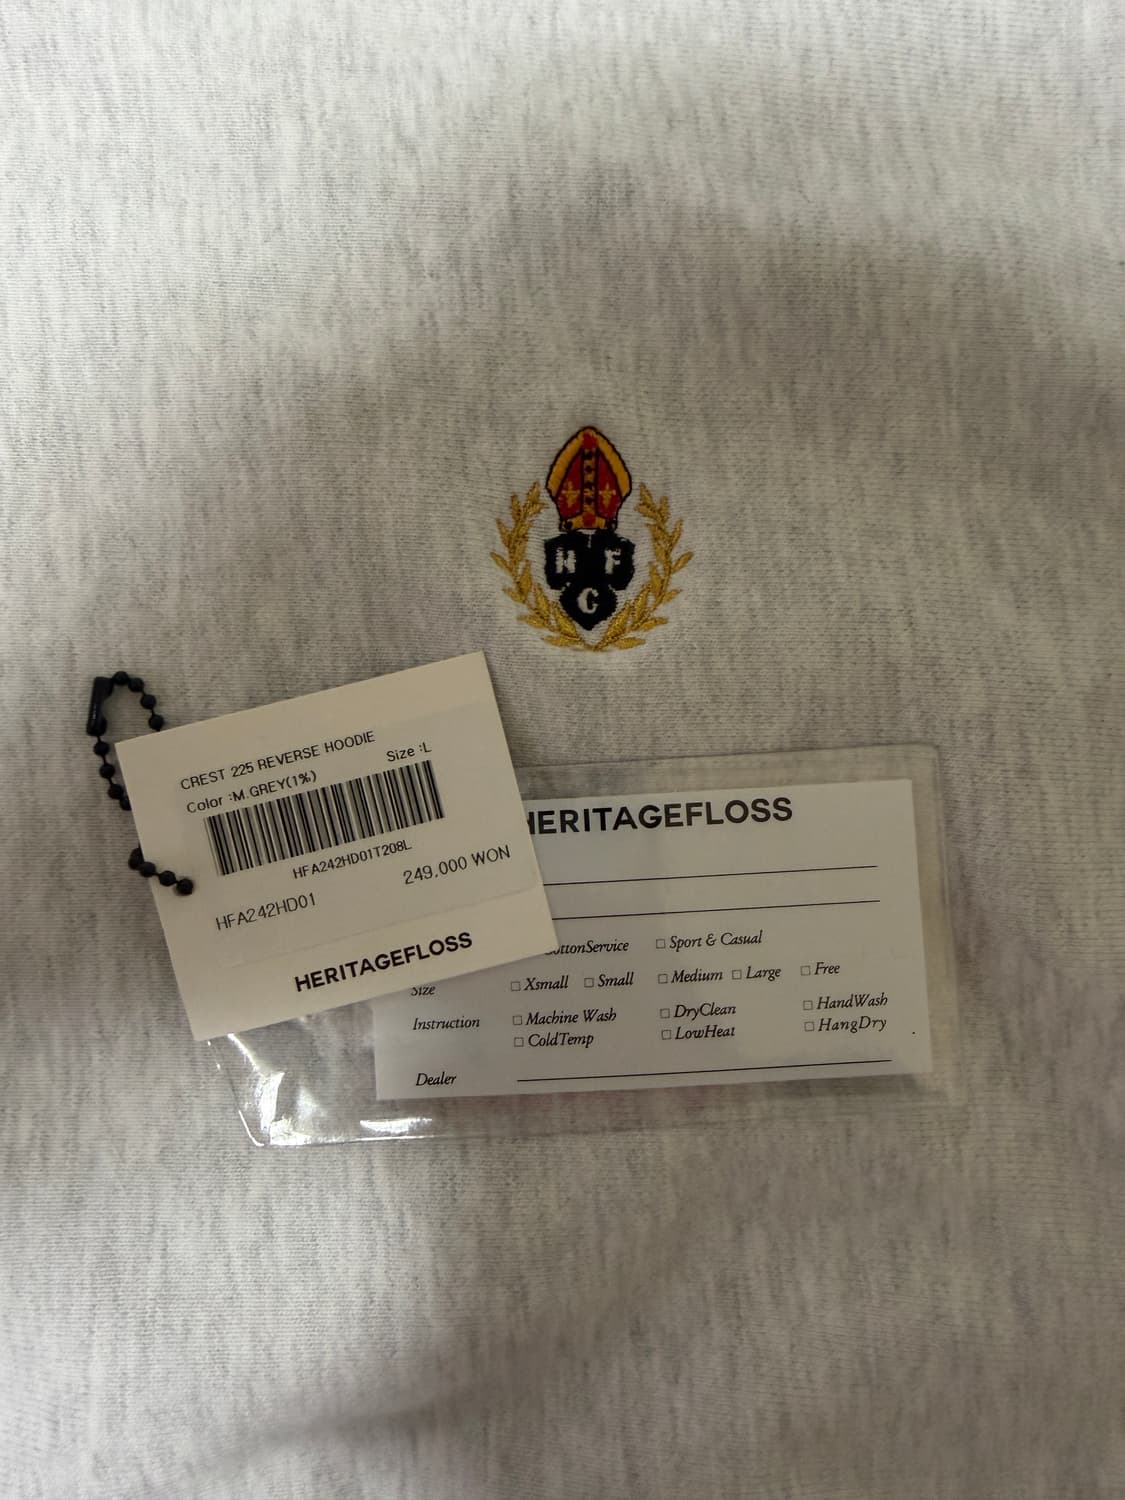 H F
C
CREST 225 REVERSE HOODIE
Size :L
Color :M.GREY(1%)
HFA242HD01T208L
249,000 WON
HFA242HD01
HERITAGEFLOSS
HERITAGEFLOSS
□ Sport & Casual
Size □ Xsmall □ Small □ Medium □ Large □ Free
Instruction □ Machine Wash □ DryClean □ HandWash
□ ColdTemp □ LowHeat □ HangDry
Dealer